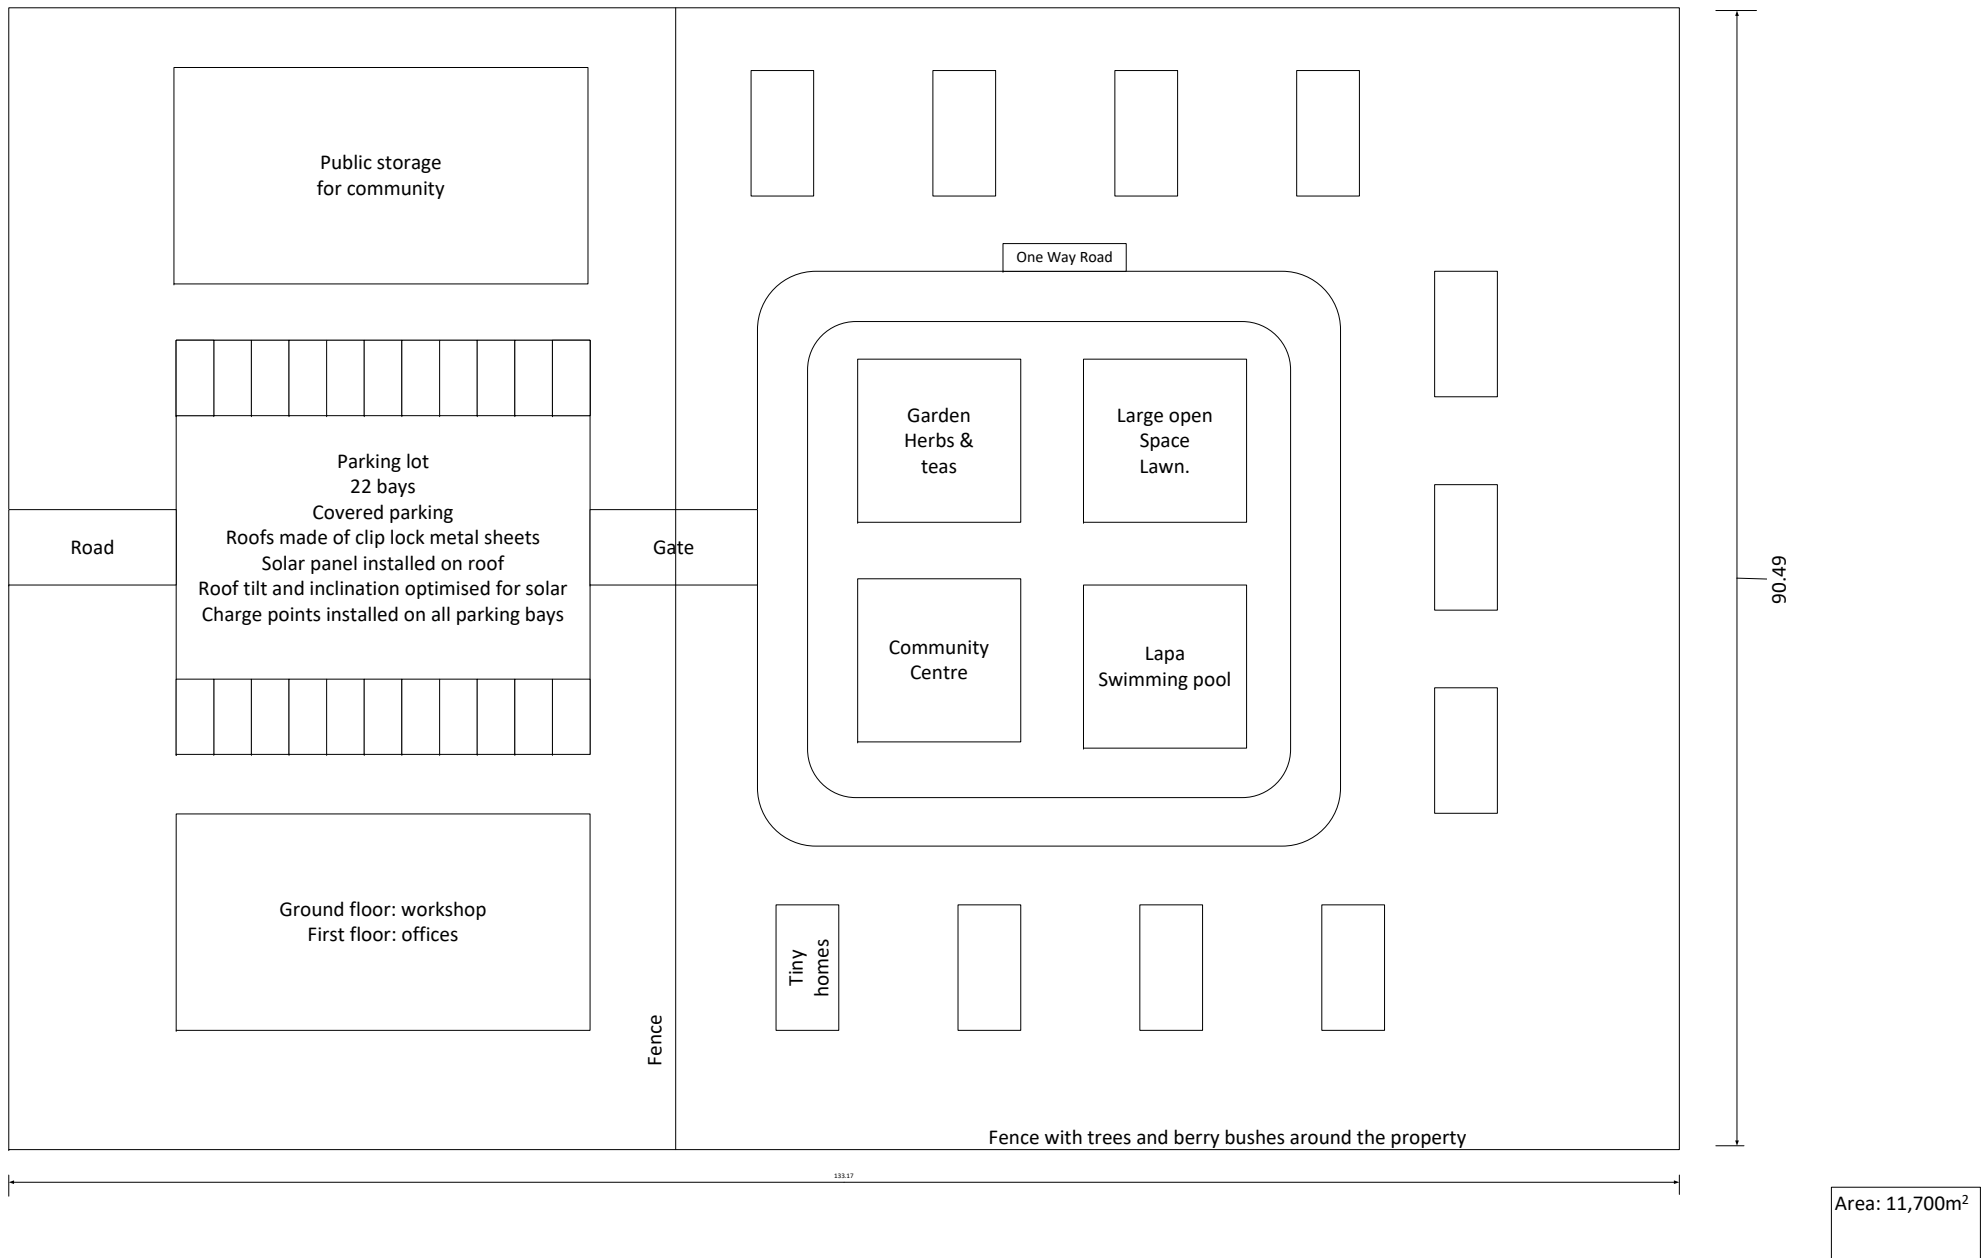 Public storage
for community
One Way Road
Garden
Herbs &
teas
Large open
Space
Lawn.
Parking lot
22 bays
Covered parking
Roofs made of clip lock metal sheets
Solar panel installed on roof
Roof tilt and inclination optimised for solar
Charge points installed on all parking bays
Road
Gate
90.49
Community
Centre
Lapa
Swimming pool
Ground floor: workshop
First floor: offices
Tiny
homes
Fence
Fence with trees and berry bushes around the property
133.17
Area: 11,700m²